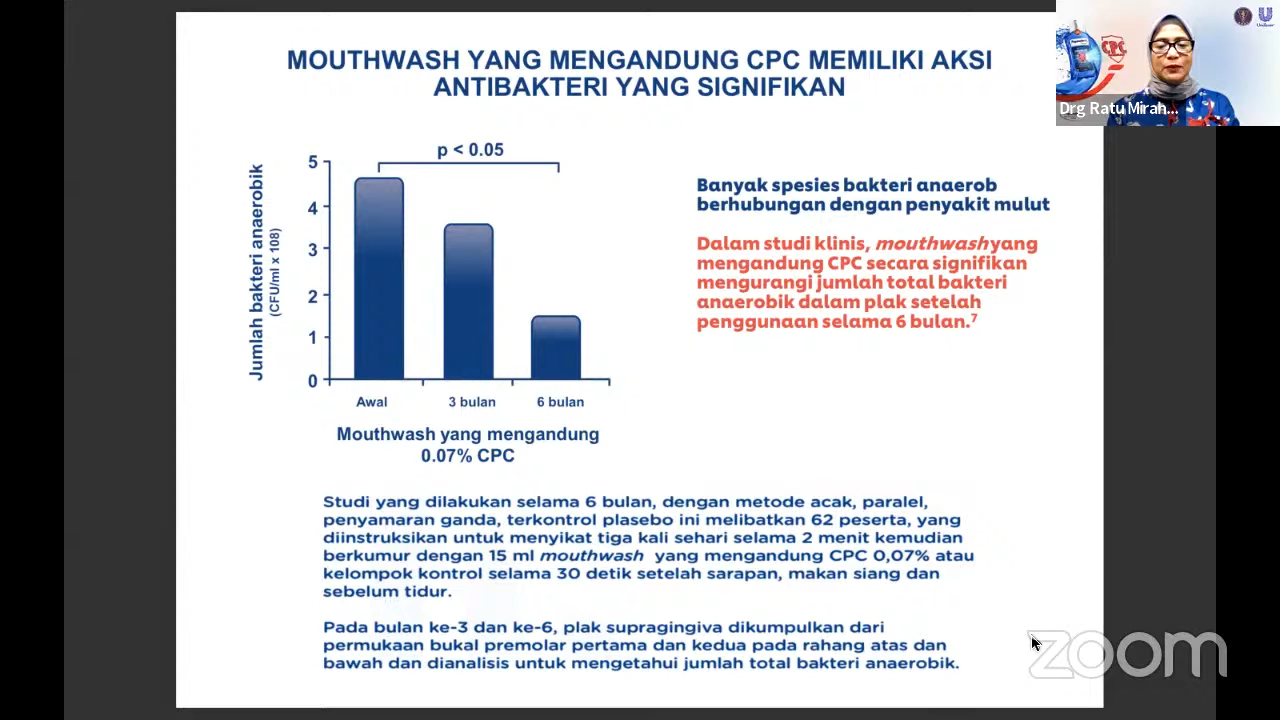 MOUTHWASH YANG MENGANDUNG CPC MEMILIKI AKSI
ANTIBAKTERI YANG SIGNIFIKAN
CPC
Unilever
Drg Ratu Mirah...
p < 0.05
Jumlah bakteri anaerobik
(CFU/ml x 108)
5
4
3
2
1
0
Awal
3 bulan
6 bulan
Mouthwash yang mengandung
0.07% CPC
Banyak spesies bakteri anaerob
berhubungan dengan penyakit mulut
Dalam studi klinis, mouthwash yang
mengandung CPC secara signifikan
mengurangi jumlah total bakteri
anaerobik dalam plak setelah
penggunaan selama 6 bulan.⁷
Studi yang dilakukan selama 6 bulan, dengan metode acak, paralel,
penyamaran ganda, terkontrol plasebo ini melibatkan 62 peserta, yang
diinstruksikan untuk menyikat tiga kali sehari selama 2 menit kemudian
berkumur dengan 15 ml mouthwash yang mengandung CPC 0,07% atau
kelompok kontrol selama 30 detik setelah sarapan, makan siang dan
sebelum tidur.
Pada bulan ke-3 dan ke-6, plak supragingiva dikumpulkan dari
permukaan bukal premolar pertama dan kedua pada rahang atas dan
bawah dan dianalisis untuk mengetahui jumlah total bakteri anaerobik.
zoom